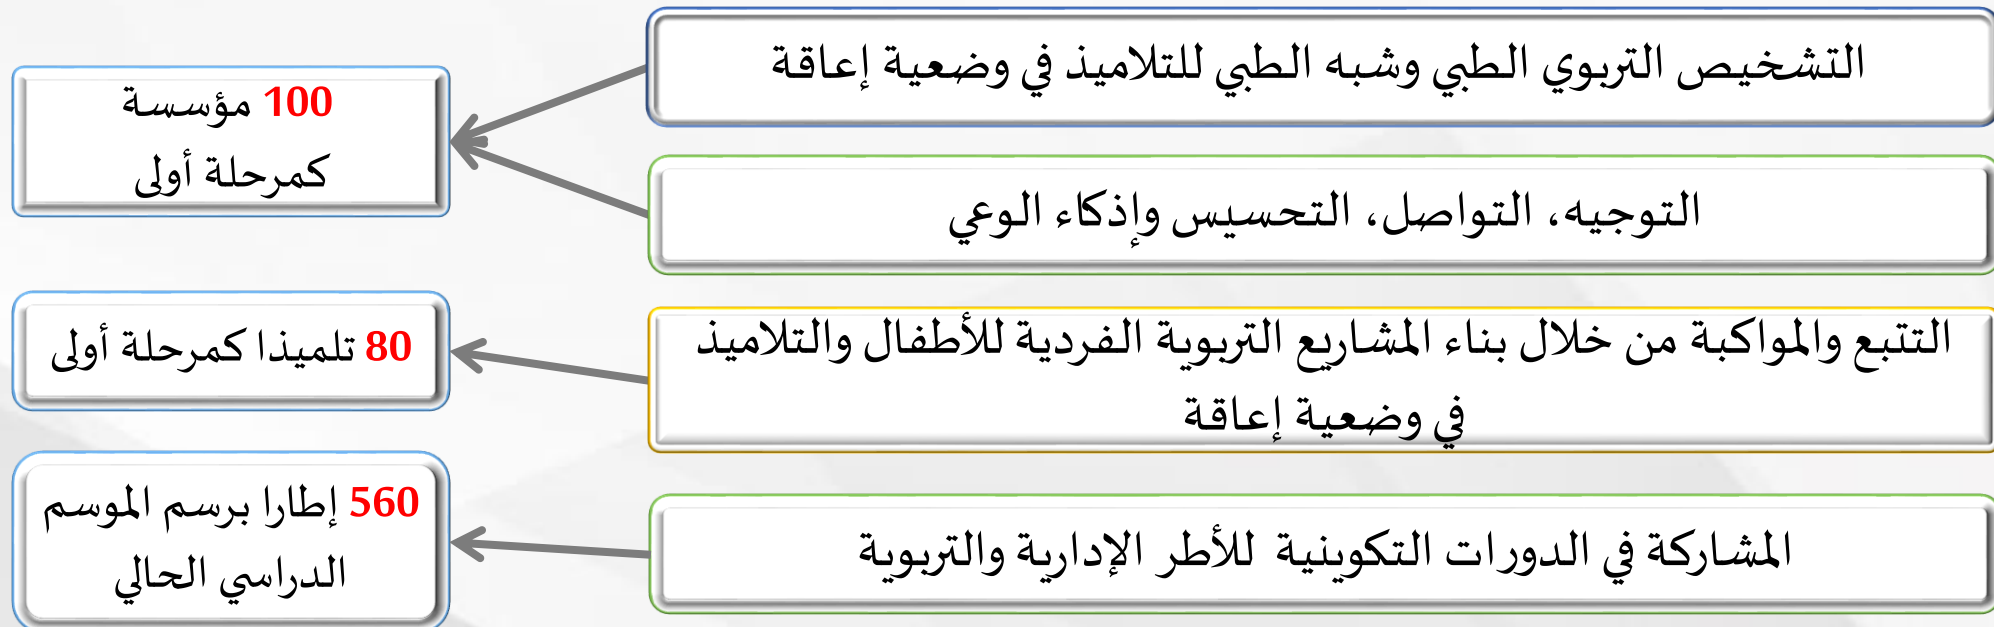 التشخيص التربوي الطبي وشبه الطبي للتلاميذ في وضعية إعاقة
التوجيه، التواصل، التحسيس وإذكاء الوعي
100 مؤسسة
كمرحلة أولى
التتبع والمواكبة من خلال بناء المشاريع التربوية الفردية للأطفال والتلاميذ
في وضعية إعاقة
80 تلميذا كمرحلة أولى
المشاركة في الدورات التكوينية للأطر الإدارية والتربوية
560 إطارا برسم الموسم
الدراسي الحالي